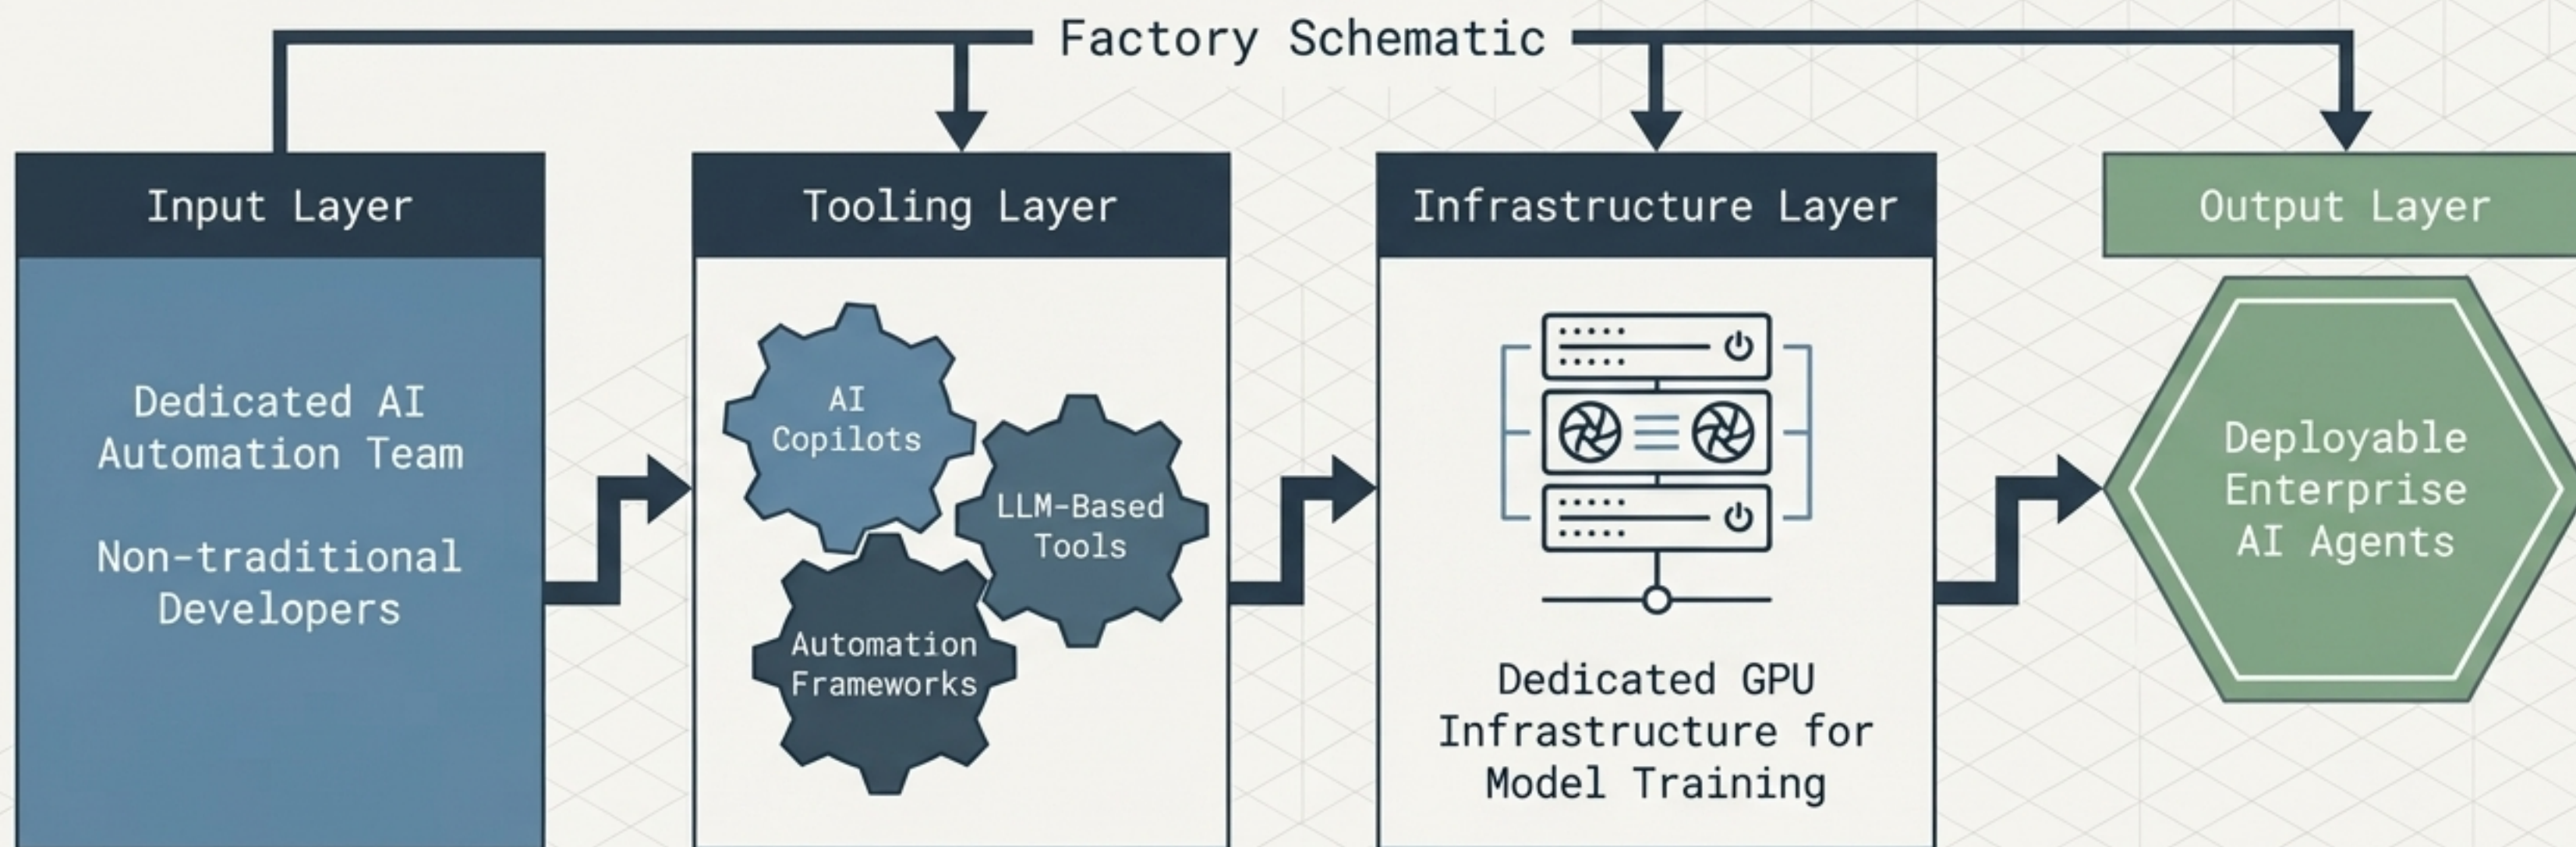 Factory Schematic
Input Layer
Dedicated AI
Automation Team
Non-traditional
Developers
Tooling Layer
AI
Copilots
LLM-Based
Tools
Automation
Frameworks
Infrastructure Layer
Dedicated GPU
Infrastructure for
Model Training
Output Layer
Deployable
Enterprise
AI Agents